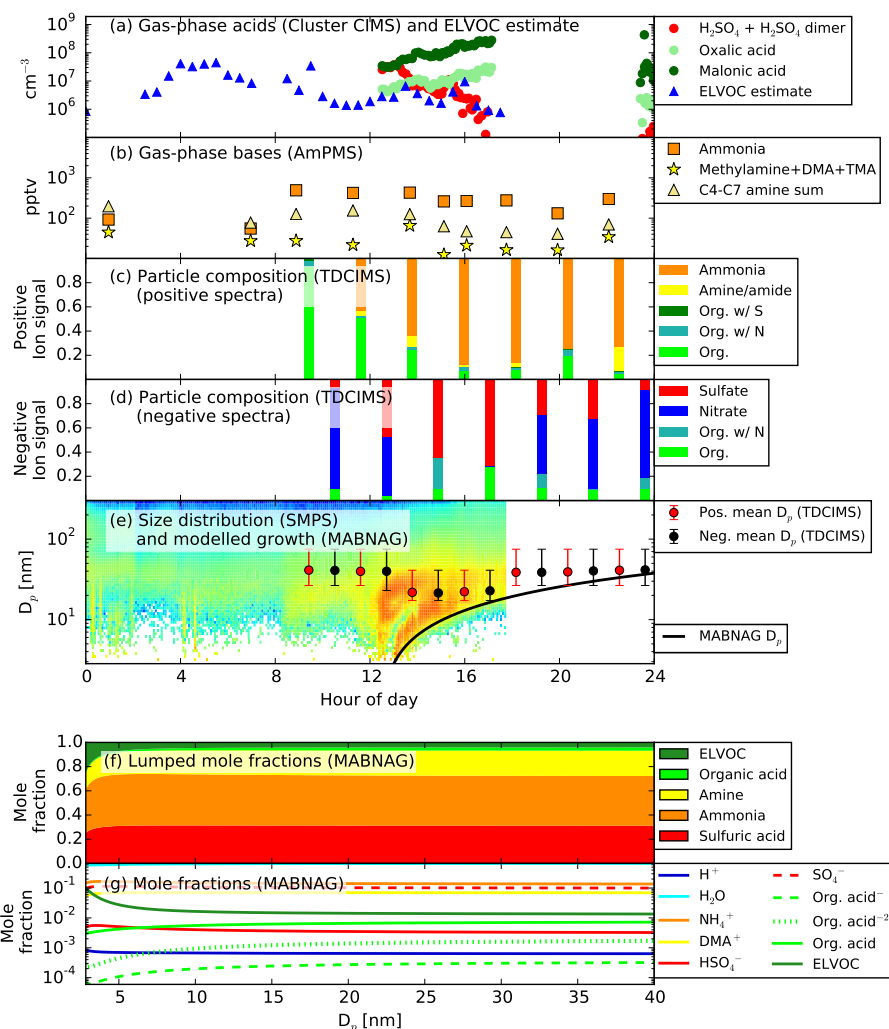 (a) Gas-phase acids (Cluster CIMS) and ELVOC estimate
10⁹
10⁸
10⁷
10⁶
cm⁻³
H₂SO₄ + H₂SO₄ dimer
Oxalic acid
Malonic acid
ELVOC estimate
(b) Gas-phase bases (AmPMS)
10³
10²
pptv
Ammonia
Methylamine+DMA+TMA
C4-C7 amine sum
(c) Particle composition (TDCIMS)
(positive spectra)
0.8
0.6
0.4
0.2
Positive
Ion signal
Ammonia
Amine/amide
Org. w/ S
Org. w/ N
Org.
(d) Particle composition (TDCIMS)
(negative spectra)
0.8
0.6
0.4
0.2
Negative
Ion signal
Sulfate
Nitrate
Org. w/ N
Org.
(e) Size distribution (SMPS)
and modelled growth (MABNAG)
10²
10¹
Dₚ [nm]
Pos. mean Dₚ (TDCIMS)
Neg. mean Dₚ (TDCIMS)
MABNAG Dₚ
0 4 8 12 16 20 24
Hour of day
(f) Lumped mole fractions (MABNAG)
1.0
0.8
0.6
0.4
0.2
0.0
Mole
fraction
ELVOC
Organic acid
Amine
Ammonia
Sulfuric acid
(g) Mole fractions (MABNAG)
10⁻¹
10⁻²
10⁻³
10⁻⁴
Mole
fraction
H⁺
H₂O
NH₄⁺
DMA⁺
HSO₄⁻
SO₄⁻
Org. acid⁻
Org. acid⁻²
Org. acid
ELVOC
5 10 15 20 25 30 35 40
Dₚ [nm]